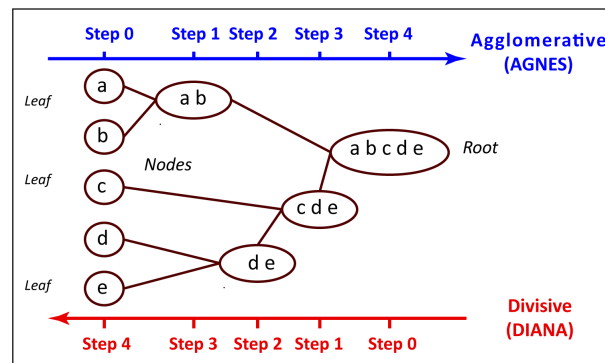 Step 0 Step 1 Step 2 Step 3 Step 4
Agglomerative
(AGNES)
Leaf
a
a b
b
a b c d e
Root
Nodes
Leaf
c
c d e
d
d e
Leaf
e
Divisive
(DIANA)
Step 4 Step 3 Step 2 Step 1 Step 0